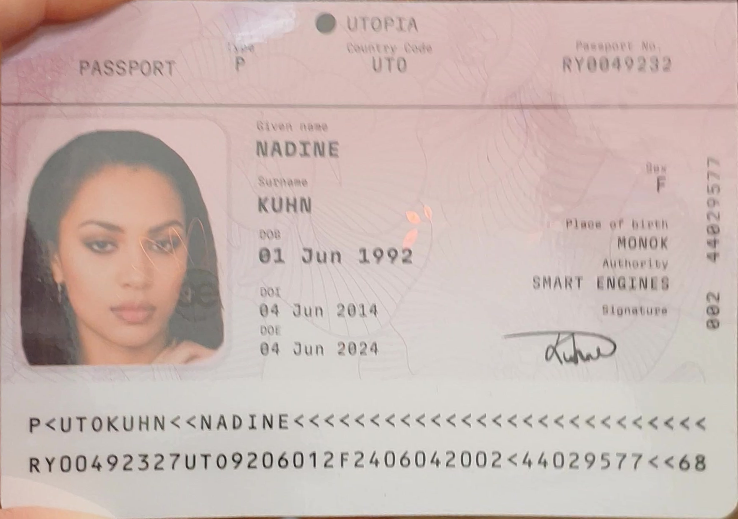 UTOPIA
Type
Country Code
Passport No.
PASSPORT
P
UTO
RY0049232
Given name
NADINE
Surname
KUHN
DOB
01 Jun 1992
DOI
04 Jun 2014
DOE
04 Jun 2024
Sex
F
Place of birth
MONOK
Authority
SMART ENGINES
Signature
002 44029577
P<UTOKUHN<<NADINE<<<<<<<<<<<<<<<<<<<<<<<<<<<
RY00492327UTO9206012F2406042002<44029577<<68